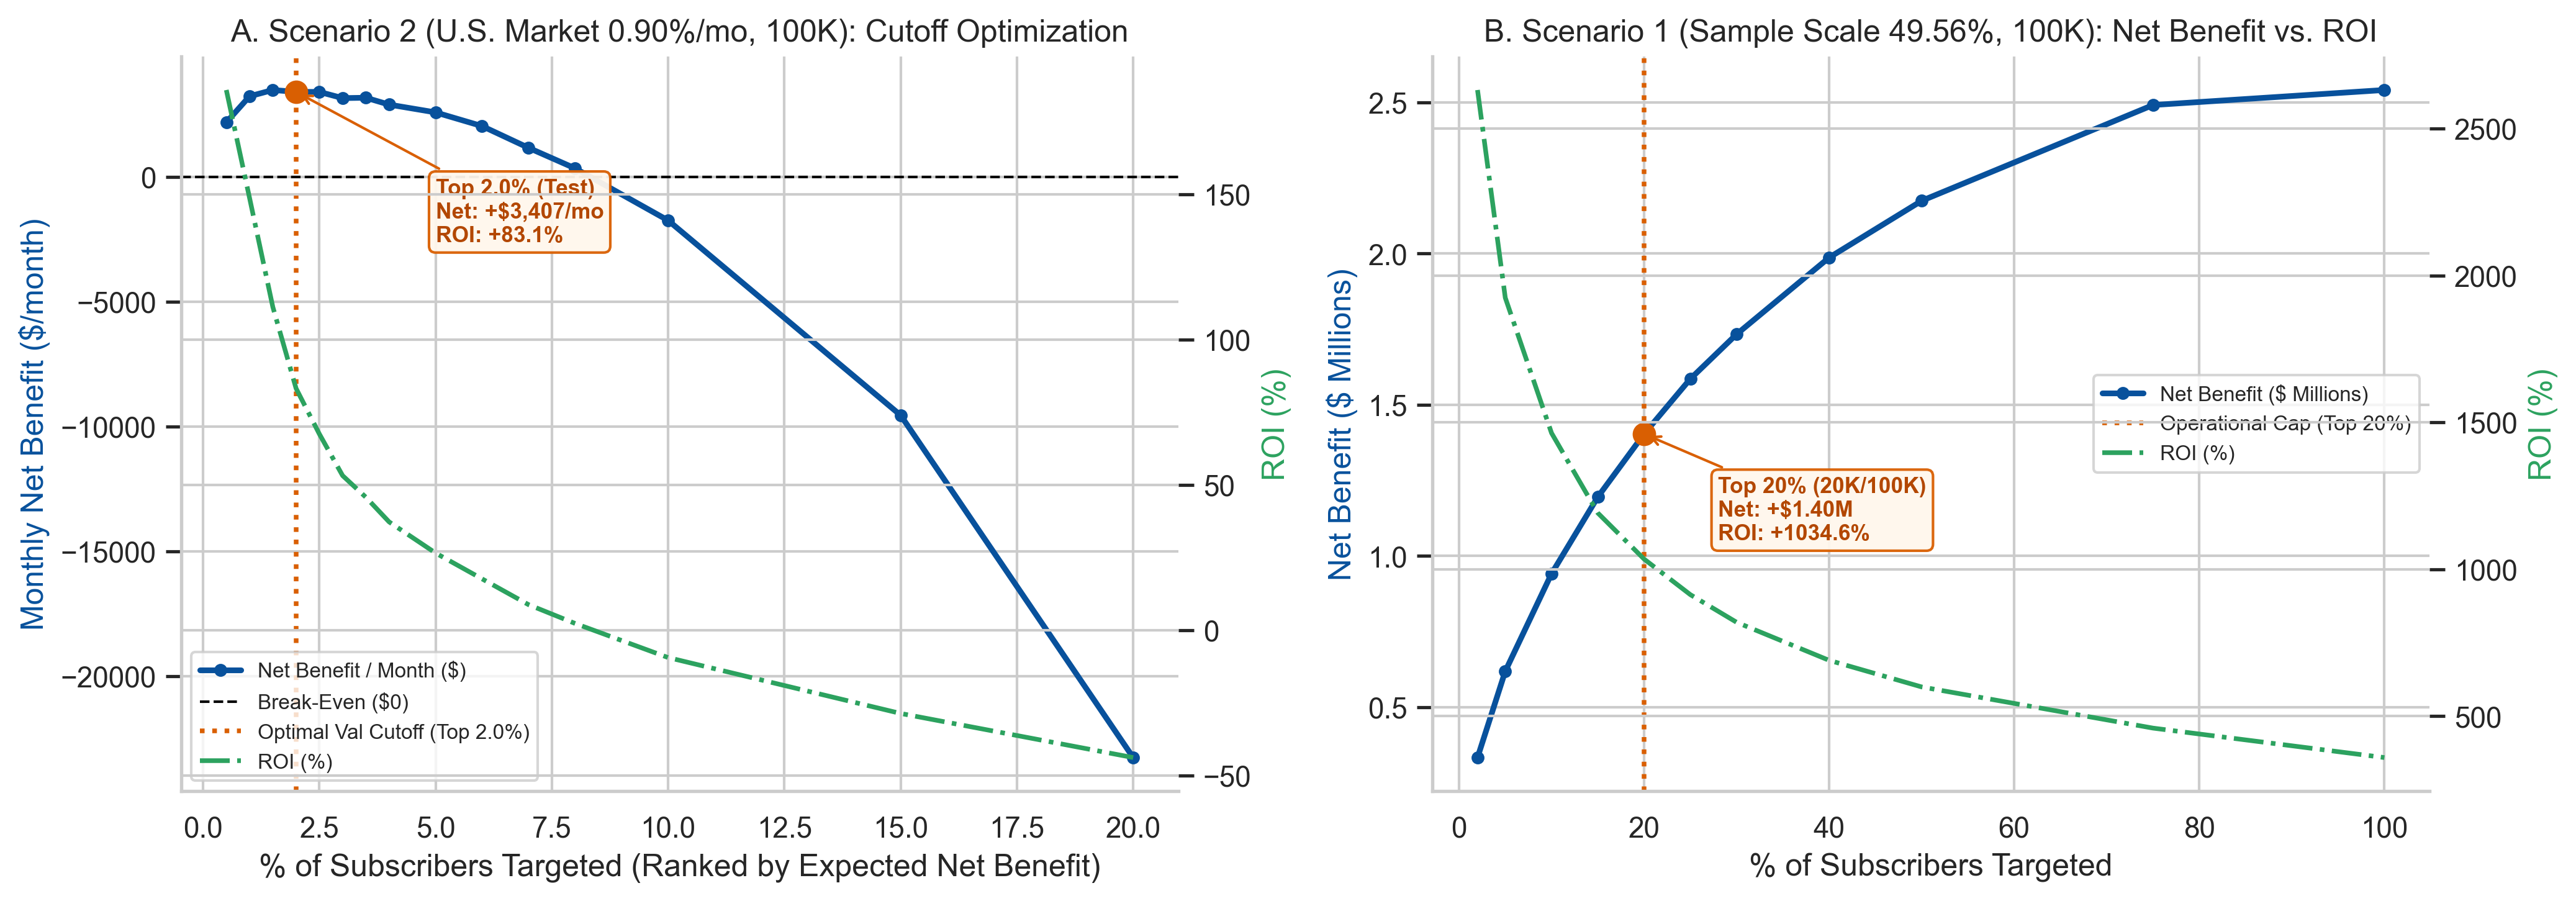 A. Scenario 2 (U.S. Market 0.90%/mo, 100K): Cutoff Optimization
Monthly Net Benefit ($/month)
0
−5000
−10000
−15000
−20000
150
100
50
0
−50
ROI (%)
Top 2.0% (Test)
Net: +$3,407/mo
ROI: +83.1%
Net Benefit / Month ($)
Break-Even ($0)
Optimal Val Cutoff (Top 2.0%)
ROI (%)
0.0 2.5 5.0 7.5 10.0 12.5 15.0 17.5 20.0
% of Subscribers Targeted (Ranked by Expected Net Benefit)
B. Scenario 1 (Sample Scale 49.56%, 100K): Net Benefit vs. ROI
Net Benefit ($ Millions)
2.5
2.0
1.5
1.0
0.5
2500
2000
1500
1000
500
ROI (%)
Net Benefit ($ Millions)
Operational Cap (Top 20%)
ROI (%)
Top 20% (20K/100K)
Net: +$1.40M
ROI: +1034.6%
0 20 40 60 80 100
% of Subscribers Targeted